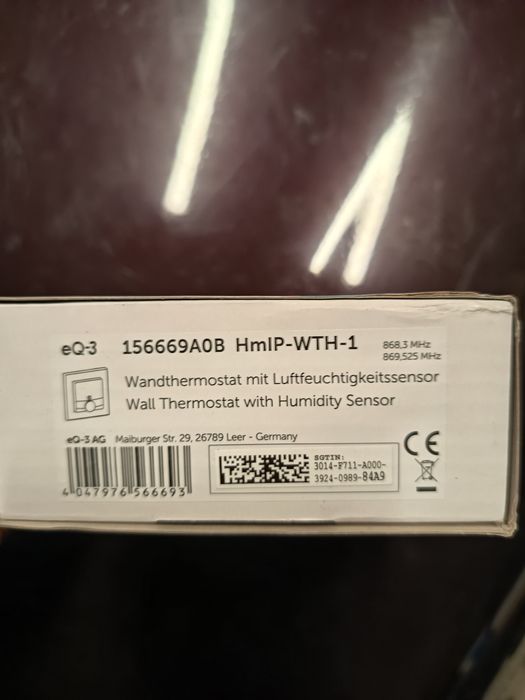 eQ-3 156669A0B HmIP-WTH-1 868,3 MHz
869,525 MHz
Wandthermostat mit Luftfeuchtigkeitssensor
Wall Thermostat with Humidity Sensor
eQ-3 AG Maiburger Str. 29, 26789 Leer - Germany
CE
SGTIN:
3014-F711-A000-
3924-0989-84A9
4 047976 566693